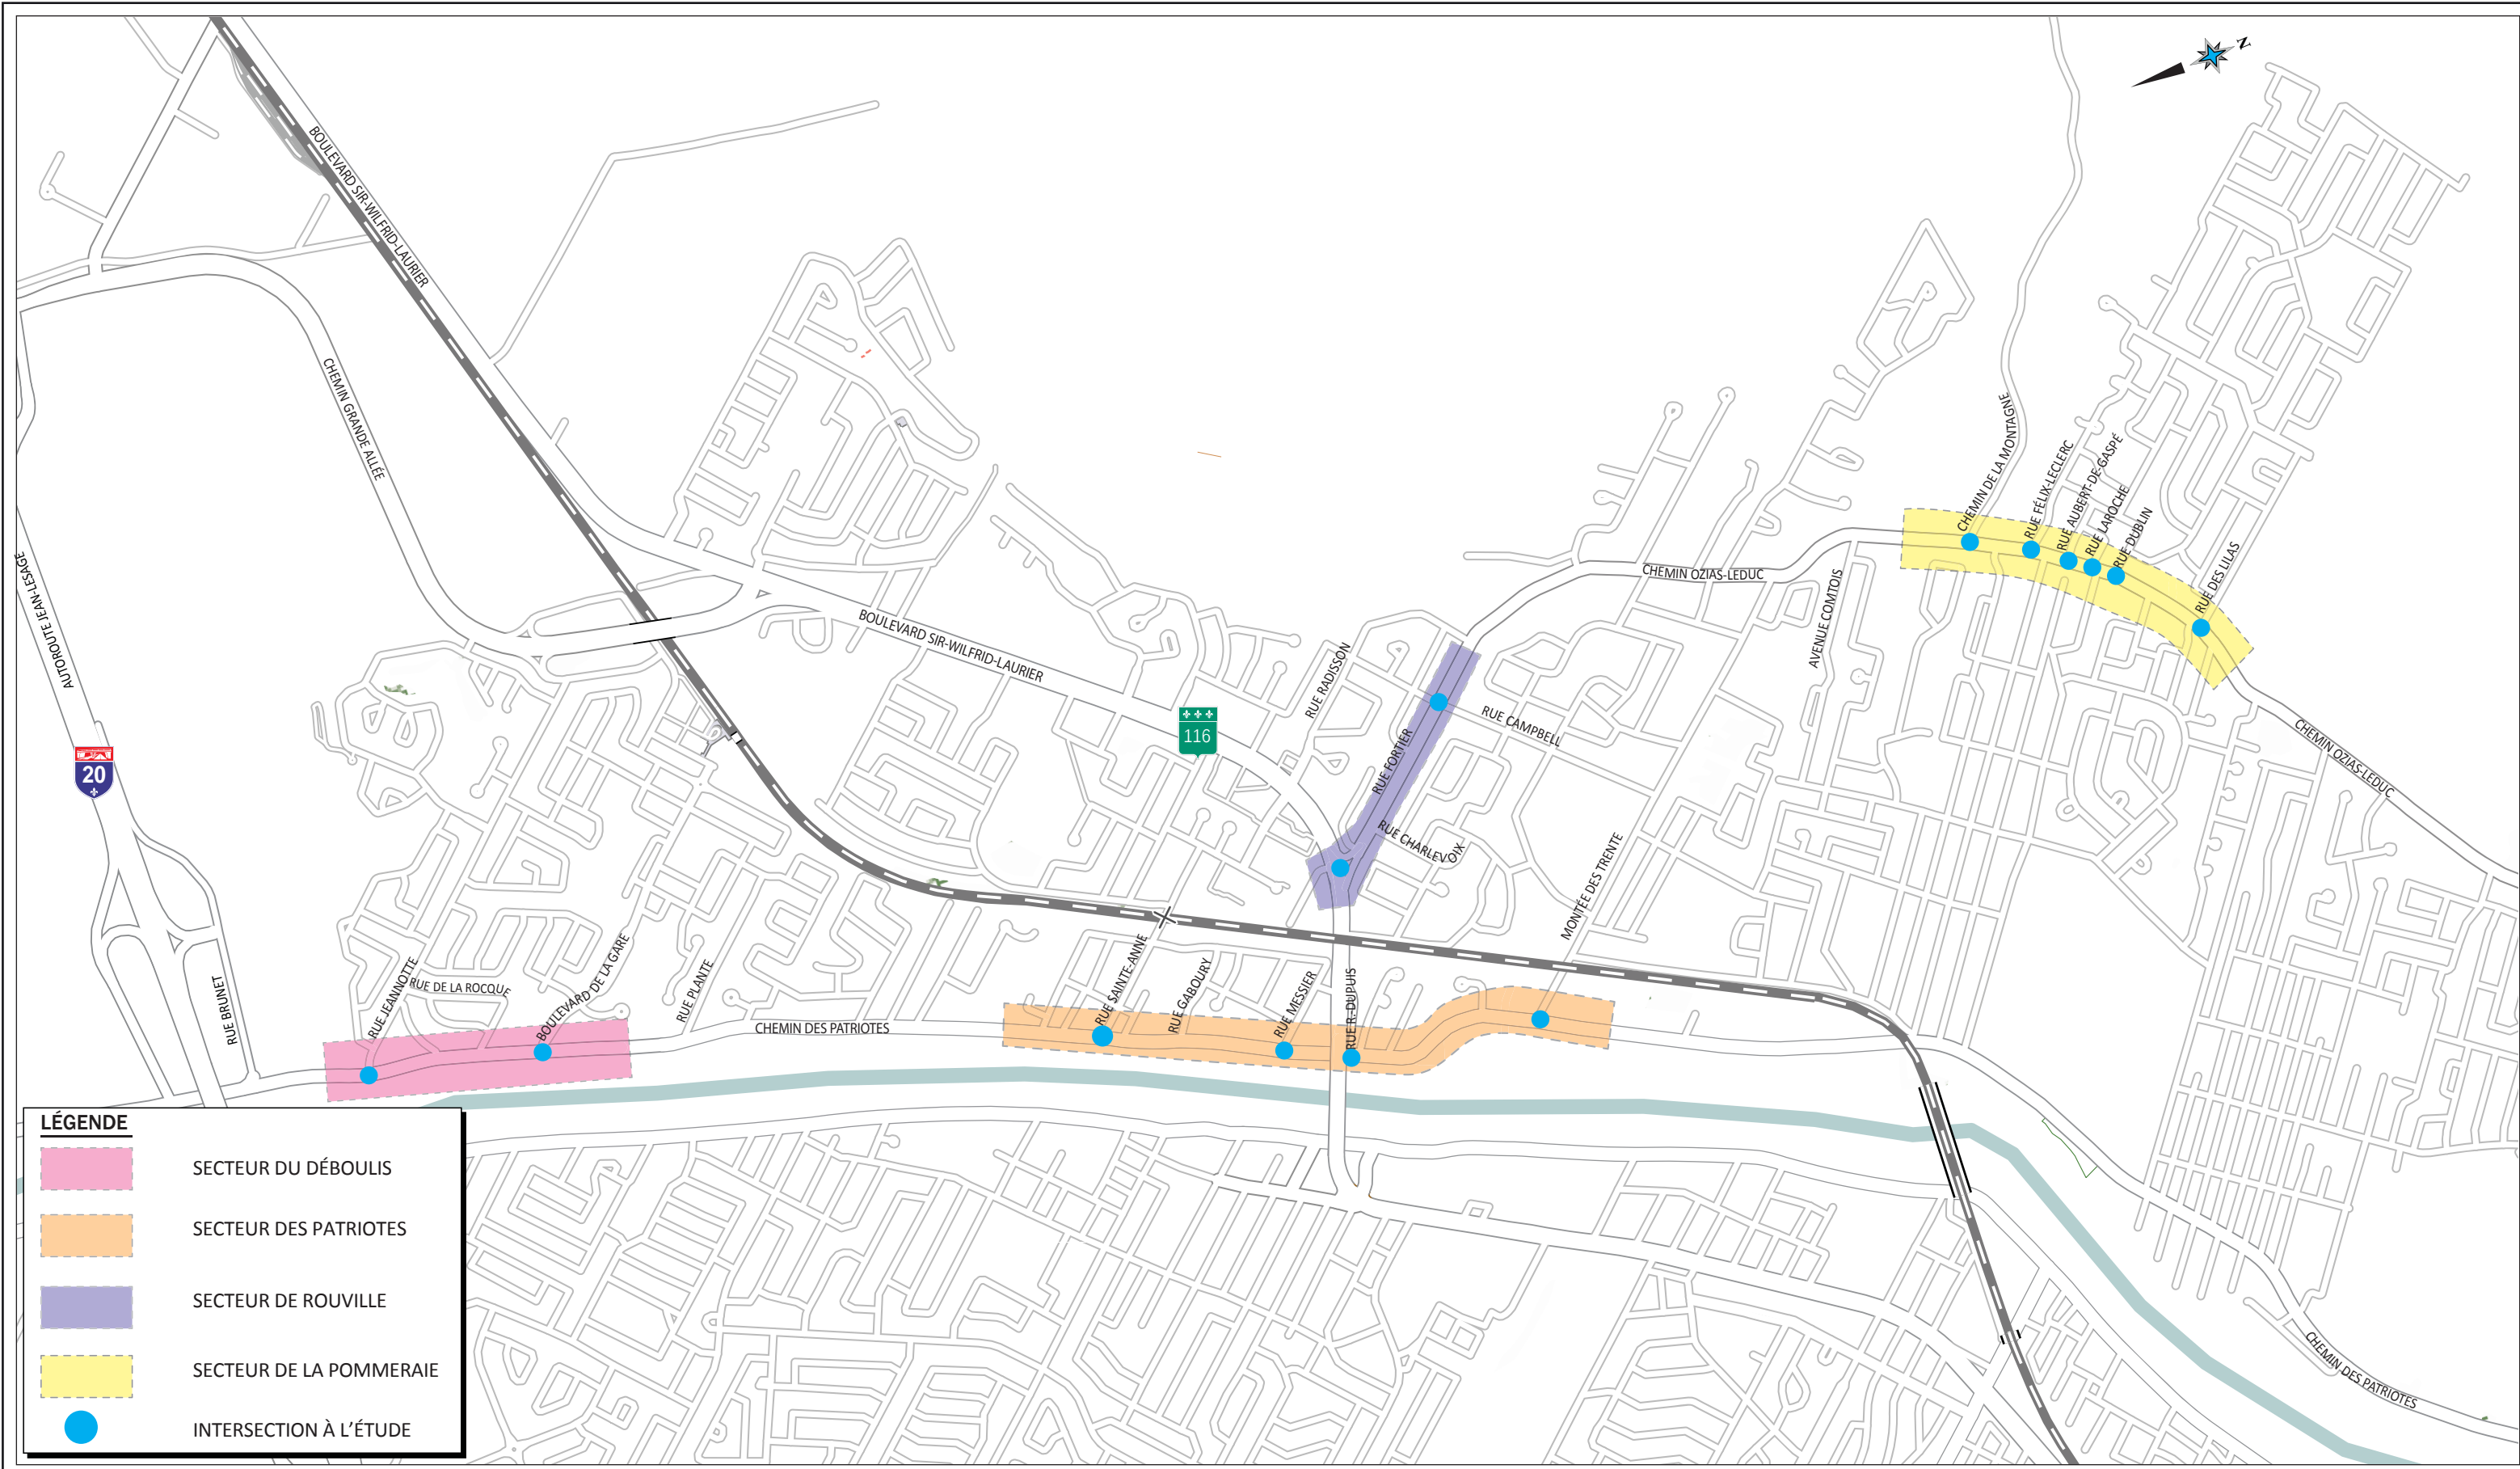 N
BOULEVARD SIR-WILFRID-LAURIER
CHEMIN GRANDE ALLÉE
AUTOROUTE JEAN-LESAGE
20
RUE BRUNET
RUE JEANNOTTE
RUE DE LA ROCQUE
BOULEVARD DE LA GARE
RUE PLANTE
CHEMIN DES PATRIOTES
BOULEVARD SIR-WILFRID-LAURIER
116
RUE SAINTE-ANNE
RUE GABOURY
RUE MESSIER
RUE R.-DUPUIS
RUE RADISSON
RUE FORTIER
RUE CAMPBELL
RUE CHARLEVOIX
MONTÉE DES TRENTE
CHEMIN OZIAS-LEDUC
AVENUE COMTOIS
CHEMIN DE LA MONTAGNE
RUE FÉLIX-LECLERC
RUE AUBERT-DE-GASPÉ
RUE LAROCHE
RUE DUBLIN
RUE DES LILAS
CHEMIN OZIAS-LEDUC
CHEMIN DES PATRIOTES
LÉGENDE
SECTEUR DU DÉBOULIS
SECTEUR DES PATRIOTES
SECTEUR DE ROUVILLE
SECTEUR DE LA POMMERAIE
INTERSECTION À L'ÉTUDE